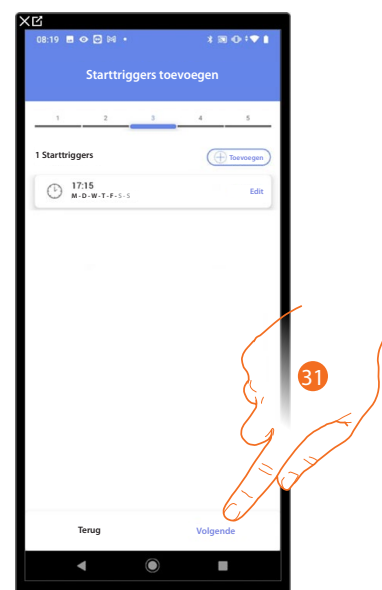 08:19
Starttriggers toevoegen
1 2 3 4 5
1 Starttriggers
Toevoegen
17:15
M-D-W-T-F-S-S
Edit
31
Terug
Volgende